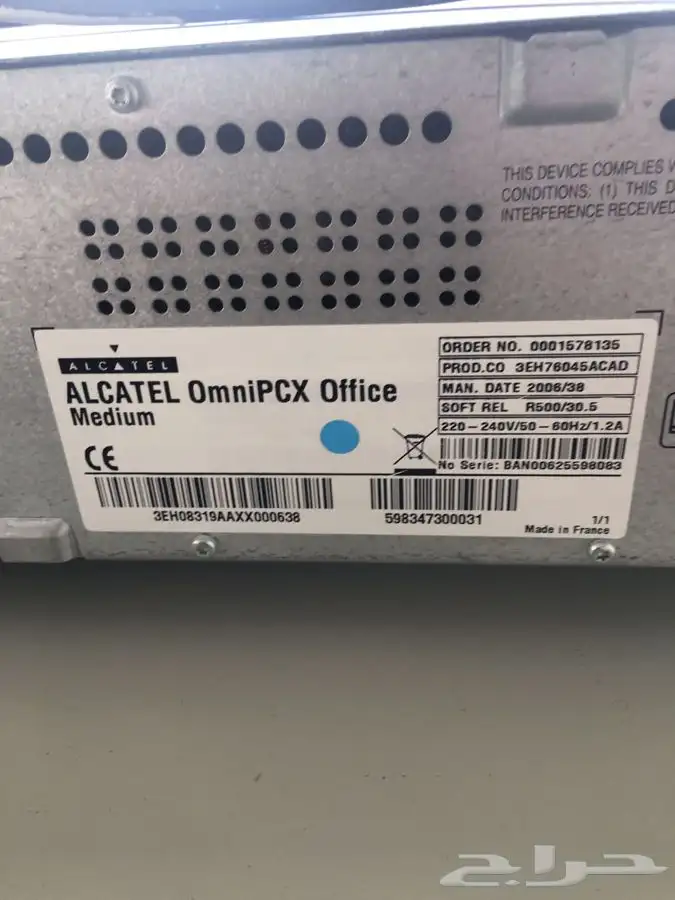 THIS DEVICE COMPLIES
CONDITIONS: (1) THIS D
INTERFERENCE RECEIVED
ALCATEL
ALCATEL OmniPCX Office
Medium
ORDER NO. 0001578135
PROD.CO 3EH76045ACAD
MAN. DATE 2006/38
SOFT REL R500/30.5
220-240V/50-60Hz/1.2A
CE
No Serie: BAN00625598083
3EH08319AAXX000638
598347300031
1/1
Made in France
حراج